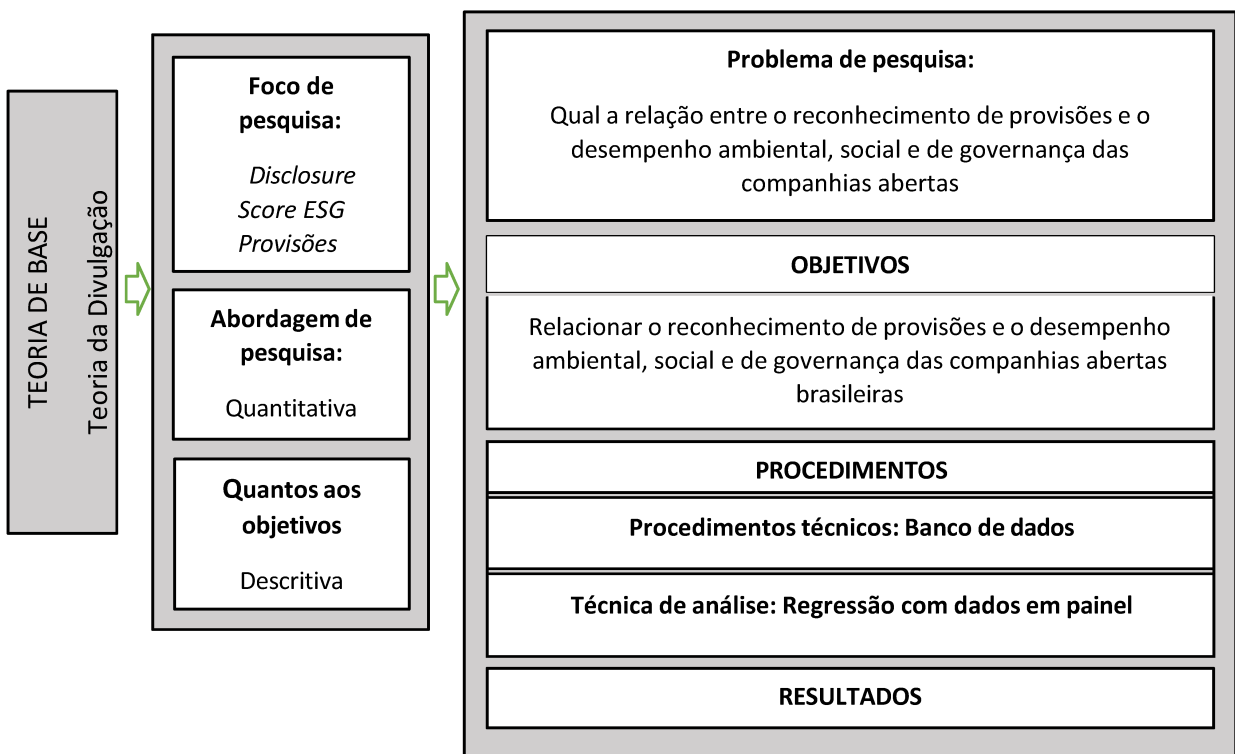 TEORIA DE BASE
Teoria da Divulgação
Foco de
pesquisa:
Disclosure
Score ESG
Provisões
Abordagem de
pesquisa:
Quantitativa
Quantos aos
objetivos
Descritiva
Problema de pesquisa:
Qual a relação entre o reconhecimento de provisões e o
desempenho ambiental, social e de governança das
companhias abertas
OBJETIVOS
Relacionar o reconhecimento de provisões e o desempenho
ambiental, social e de governança das companhias abertas
brasileiras
PROCEDIMENTOS
Procedimentos técnicos: Banco de dados
Técnica de análise: Regressão com dados em painel
RESULTADOS